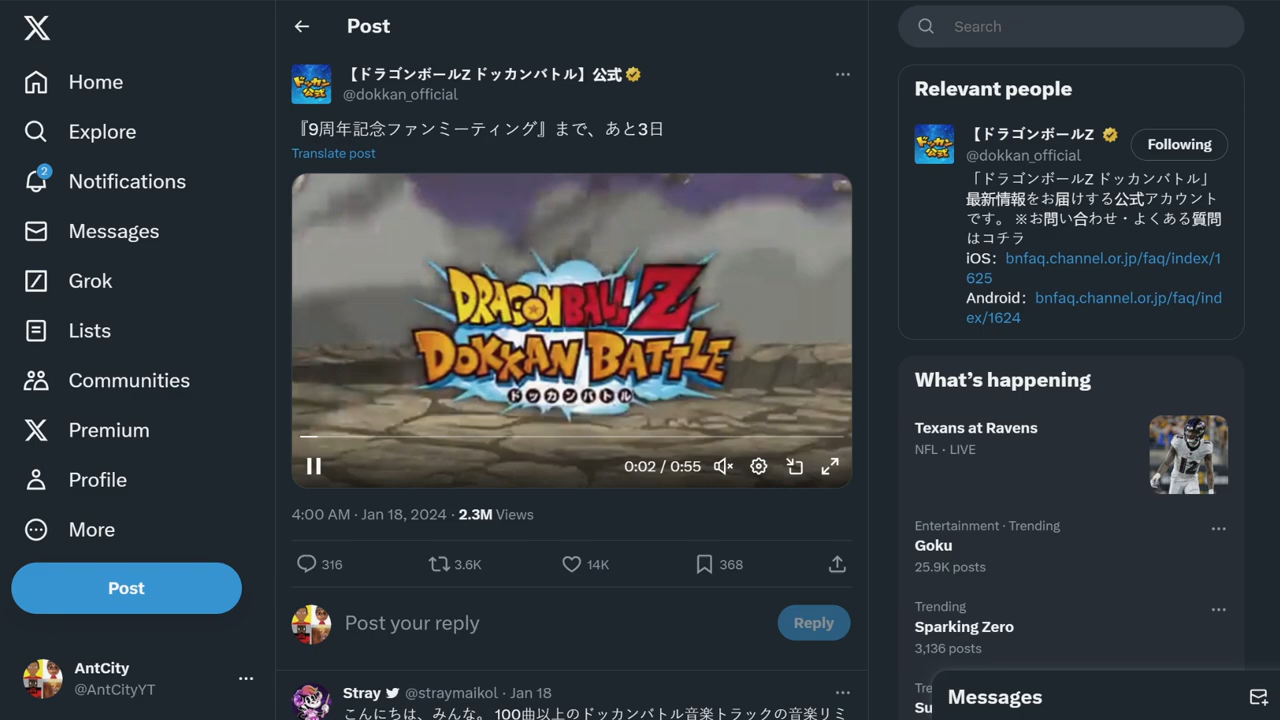 Home
Explore
2
Notifications
Messages
Grok
Lists
Communities
Premium
Profile
More
Post
AntCity
@AntCityYT
Post
【ドラゴンボールZ ドッカンバトル】公式
@dokkan_official
『9周年記念ファンミーティング』まで、あと3日
Translate post
DRAGON BALL Z
DOKKAN BATTLE
ドッカンバトル
0:02 / 0:55
4:00 AM · Jan 18, 2024 · 2.3M Views
316
3.6K
14K
368
Post your reply
Reply
Stray @straymaikol · Jan 18
こんにちは、みんな。 100曲以上のドッカンバトル音楽トラックの音楽リミ
Search
Relevant people
【ドラゴンボールZ
@dokkan_official
Following
「ドラゴンボールZ ドッカンバトル」
最新情報をお届けする公式アカウント
です。 ※お問い合わせ・よくある質問
はコチラ
iOS： bnfaq.channel.or.jp/faq/index/1
625
Android： bnfaq.channel.or.jp/faq/ind
ex/1624
What's happening
Texans at Ravens
NFL · LIVE
Entertainment · Trending
Goku
25.9K posts
Trending
Sparking Zero
3,136 posts
Messages